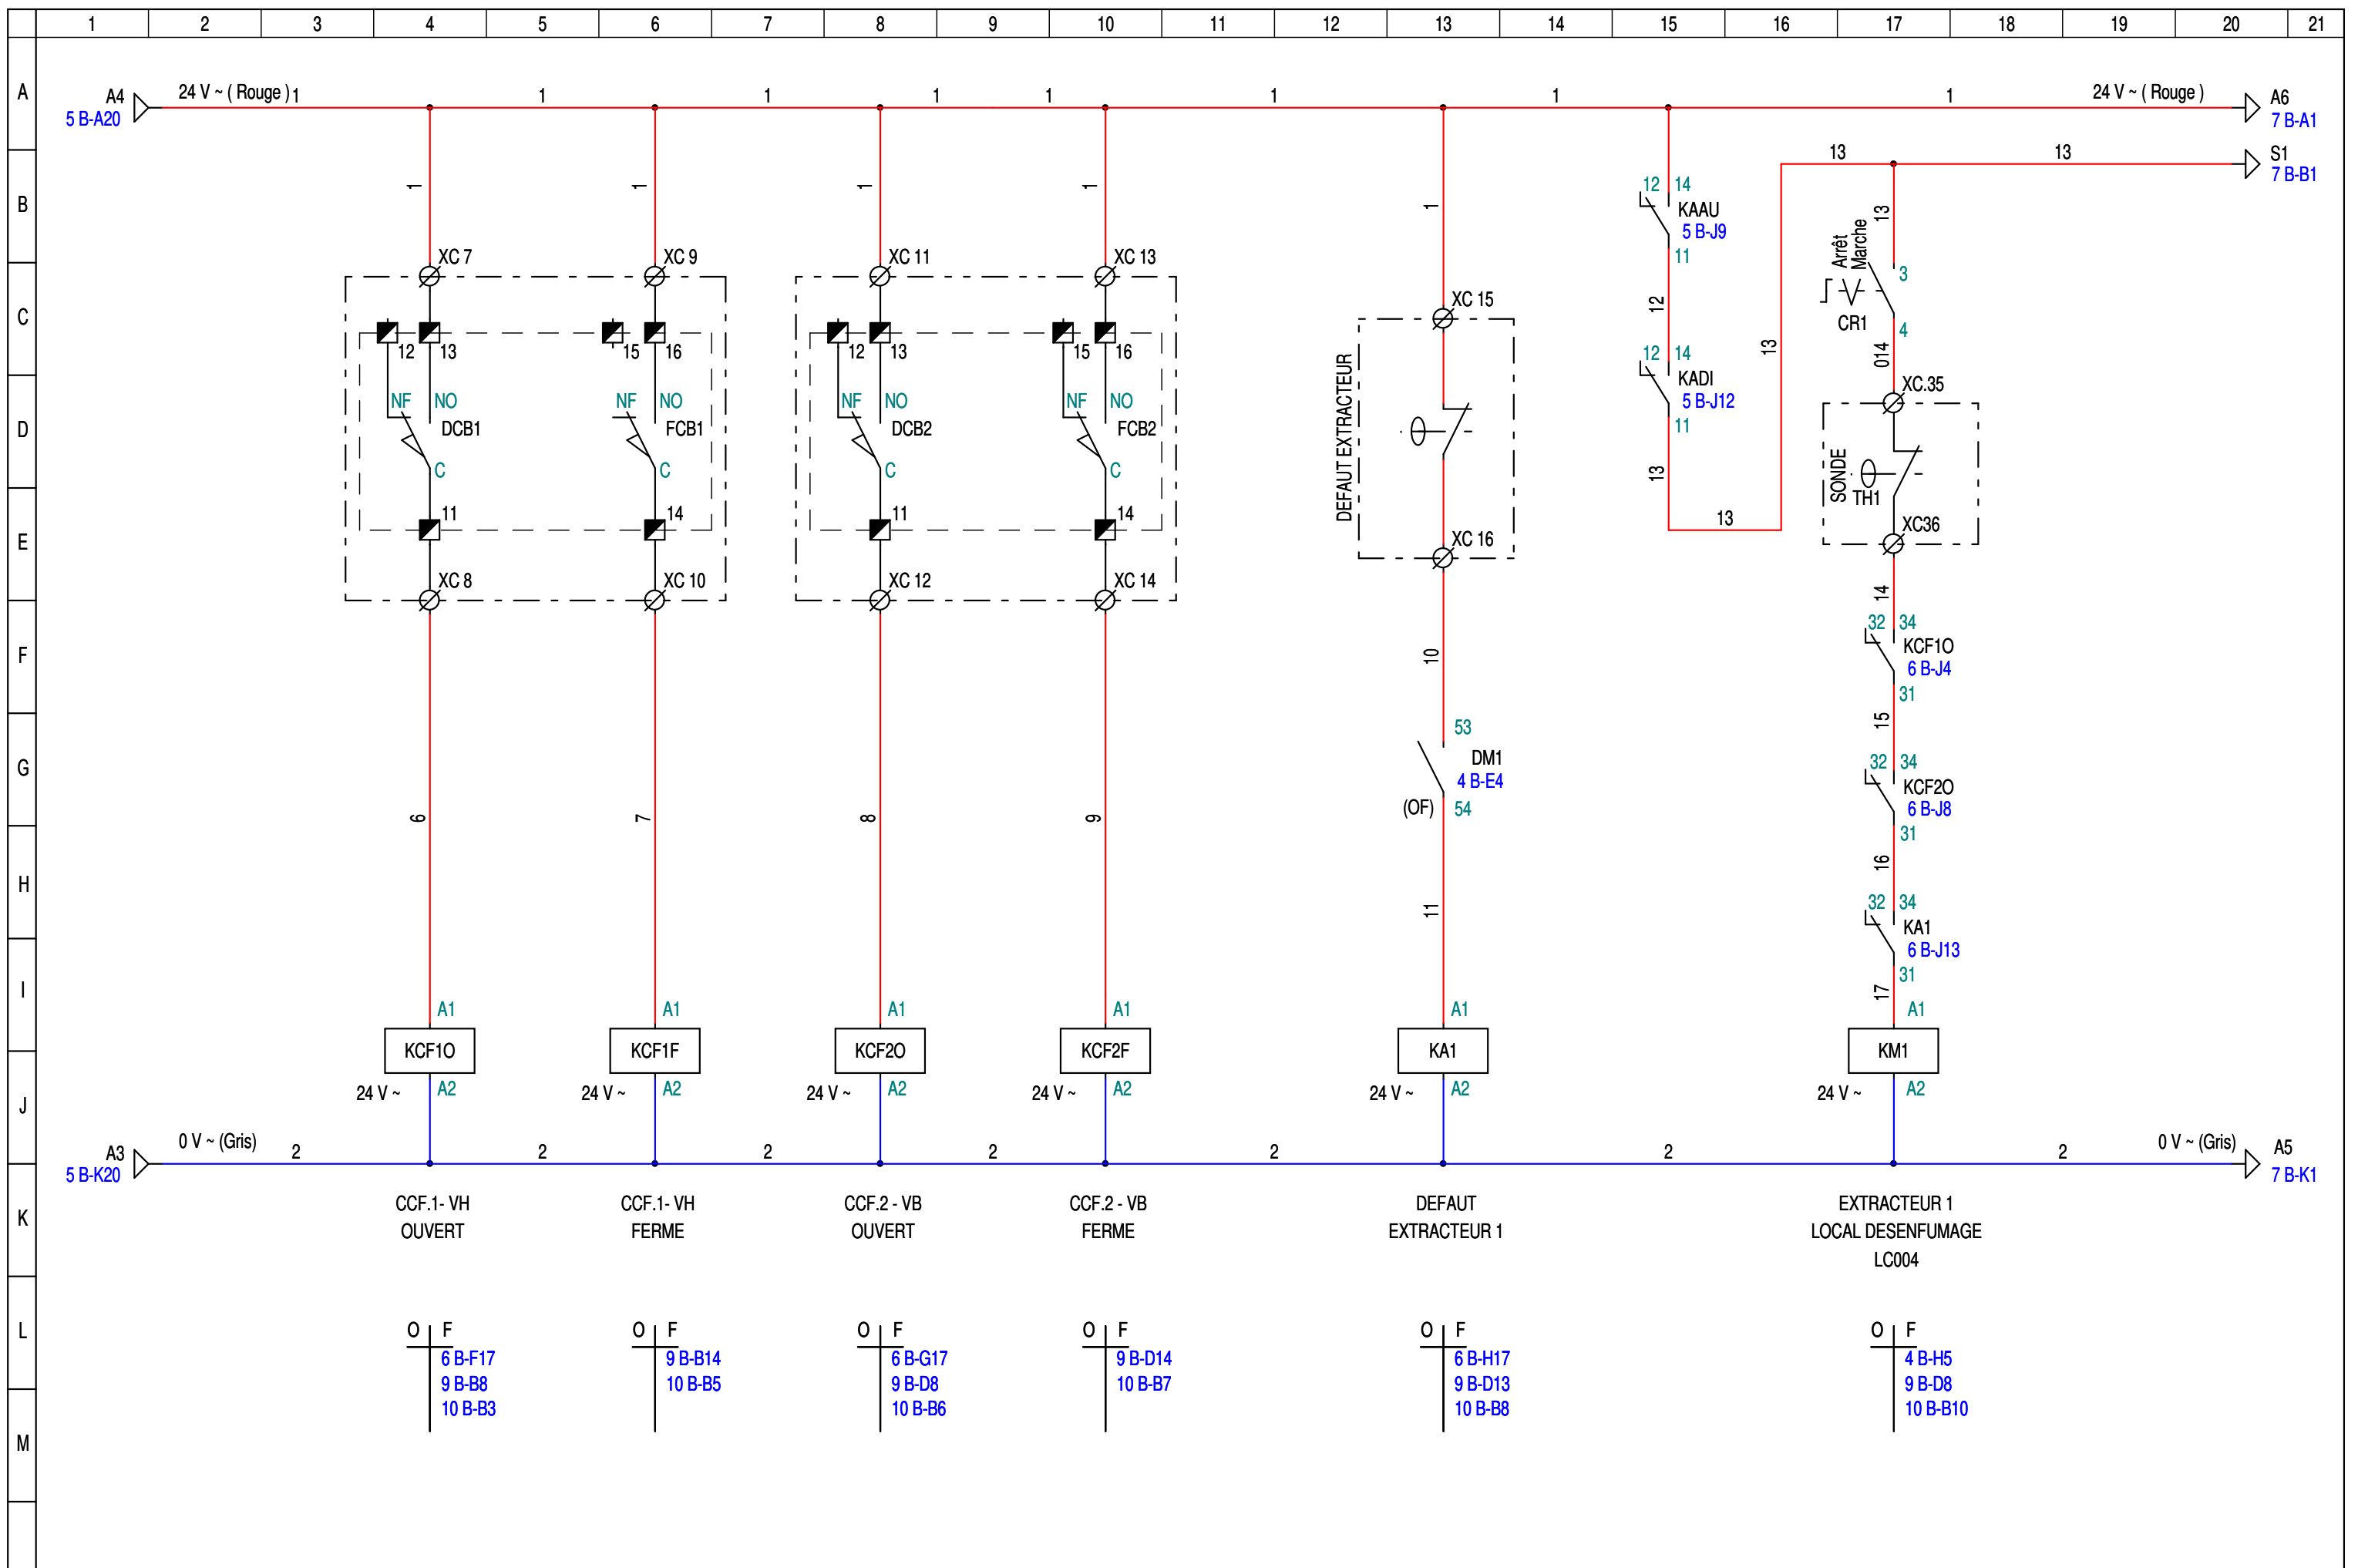 1 2 3 4 5 6 7 8 9 10 11 12 13 14 15 16 17 18 19 20 21
A
A4 24 V ~ ( Rouge ) 1 1 1 1 1 1 1 1 24 V ~ ( Rouge ) A6
5 B-A20 7 B-A1
13 13 S1
7 B-B1
B
1 1 1 1 1 12 14 13
KAAU
5 B-J9
11
Arrêt
Marche
XC 7 XC 9 XC 11 XC 13 XC 15
3
C
12 13 CR1
4
12 13 15 16 12 13 15 16
12 14 014
KADI
5 B-J12
11
XC.35
D
NF NO NF NO NF NO NF NO
DCB1 FCB1 DCB2 FCB2
C C C C
DEFAUT EXTRACTEUR
13
SONDE
TH1
11 14 11 14
13
XC36
E
XC 16
XC 8 XC 10 XC 12 XC 14
14
32 34
KCF1O
6 B-J4
31
F
10
15
53
DM1
4 B-E4
(OF) 54
G
32 34
KCF2O
6 B-J8
31
6 7 8 9
16
H
11
32 34
KA1
6 B-J13
31
I
17
A1 A1 A1 A1 A1 A1
KCF1O KCF1F KCF2O KCF2F KA1 KM1
24 V ~ A2 24 V ~ A2 24 V ~ A2 24 V ~ A2 24 V ~ A2 24 V ~ A2
J
A3 0 V ~ (Gris) 2 2 2 2 2 2 2 0 V ~ (Gris) A5
5 B-K20 7 B-K1
K
CCF.1- VH CCF.1- VH CCF.2 - VB CCF.2 - VB DEFAUT EXTRACTEUR 1
OUVERT FERME OUVERT FERME EXTRACTEUR 1 LOCAL DESENFUMAGE
LC004
L
O F O F O F O F O F O F
6 B-F17 9 B-B14 6 B-G17 9 B-D14 6 B-H17 4 B-H5
9 B-B8 10 B-B5 9 B-D8 10 B-B7 9 B-D13 9 B-D8
10 B-B3 10 B-B6 10 B-B8 10 B-B10
M